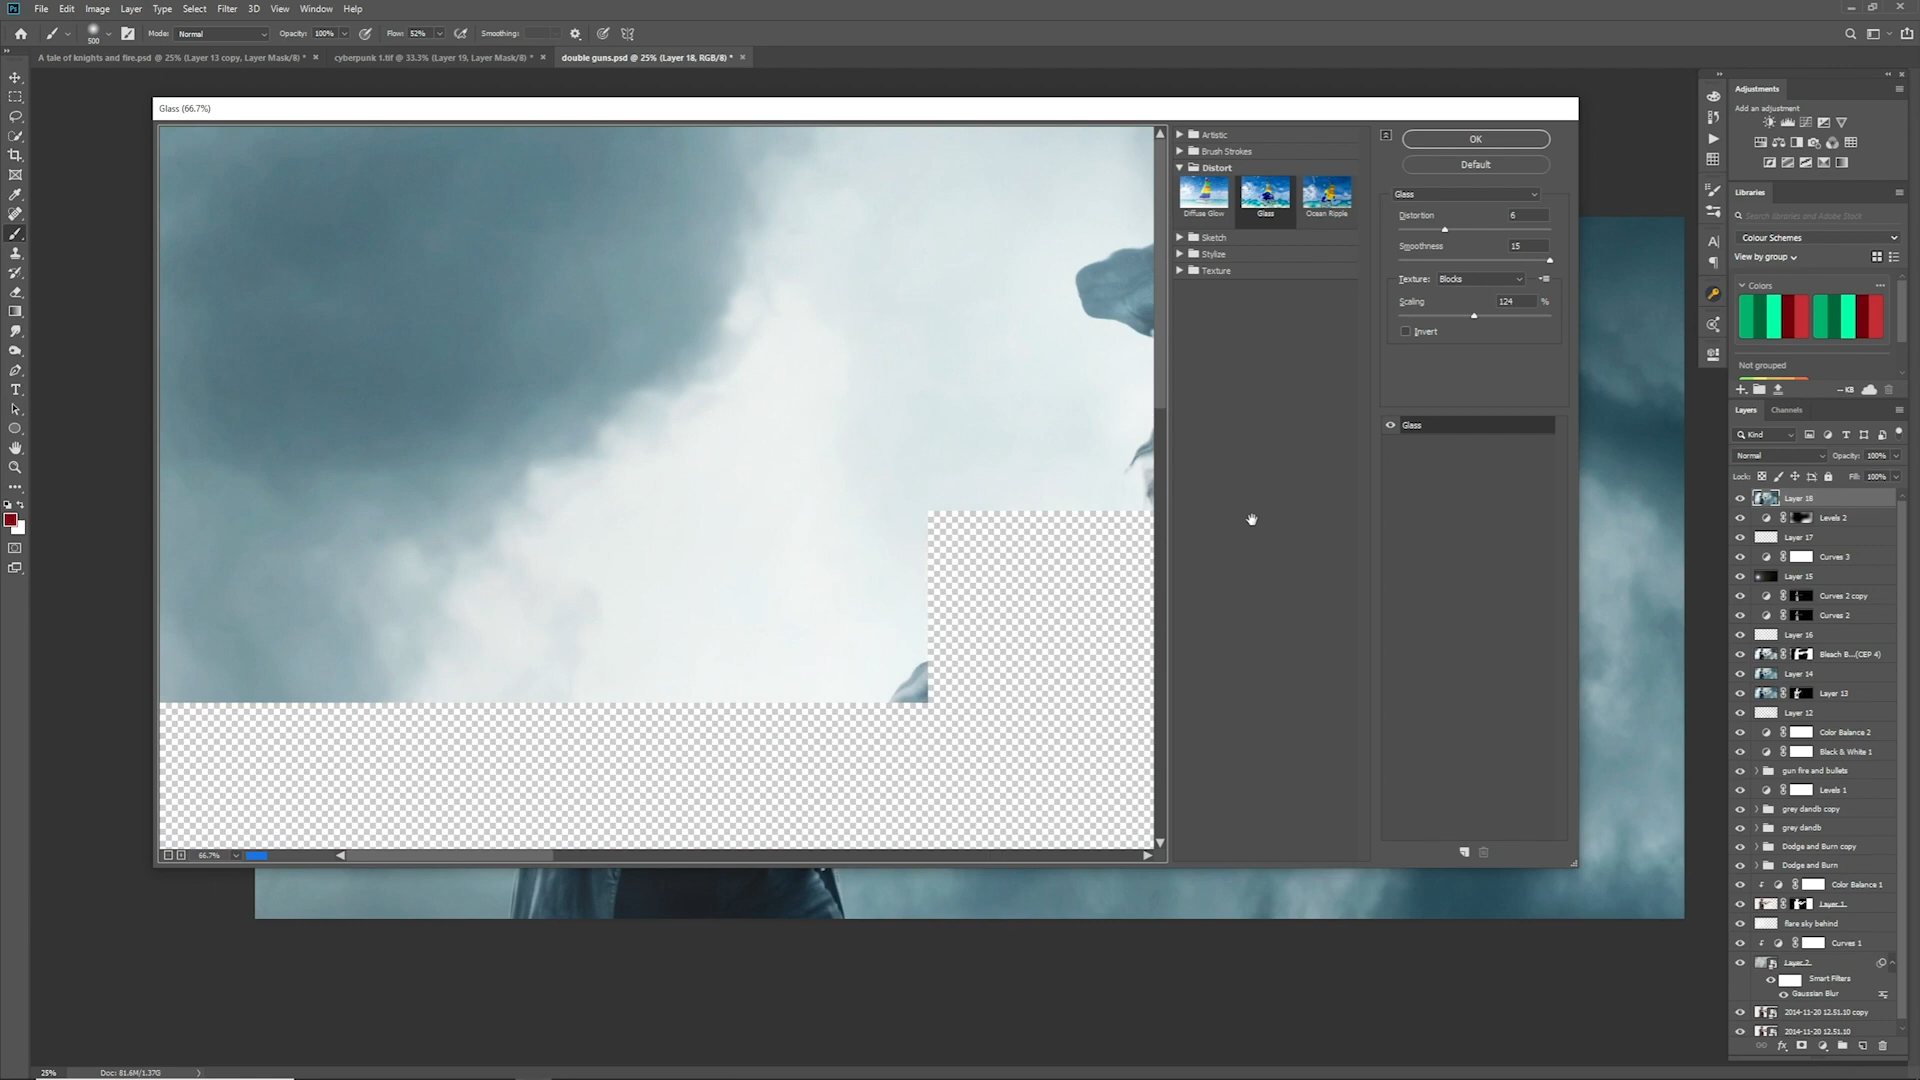 Ps File Edit Image Layer Type Select Filter 3D View Window Help
500 Mode: Normal Opacity: 100% Flow: 52% Smoothing:
A tale of knights and fire.psd @ 25% (Layer 13 copy, Layer Mask/8) * × cyberpunk 1.tif @ 33.3% (Layer 19, Layer Mask/8) * × double guns.psd @ 25% (Layer 18, RGB/8) * ×
Glass (66.7%)
Artistic
Brush Strokes
Distort
Diffuse Glow Glass Ocean Ripple
Sketch
Stylize
Texture
OK
Default
Glass
Distortion 6
Smoothness 15
Texture: Blocks
Scaling 124 %
Invert
Glass
66.7%
Adjustments
Add an adjustment
Libraries
Search libraries and Adobe Stock
Colour Schemes
View by group
Colors
Not grouped
-- KB
Layers Channels
Kind
Normal Opacity: 100%
Lock: Fill: 100%
Layer 18
Levels 2
Layer 17
Curves 3
Layer 15
Curves 2 copy
Curves 2
Layer 16
Bleach B...(CEP 4)
Layer 14
Layer 13
Layer 12
Color Balance 2
Black & White 1
gun fire and bullets
Levels 1
grey dandb copy
grey dandb
Dodge and Burn copy
Dodge and Burn
Color Balance 1
Layer 1
flare sky behind
Curves 1
Layer 2
Smart Filters
Gaussian Blur
2014-11-20 12.51.10 copy
2014-11-20 12.51.10
fx
25% Doc: 81.6M/1.37G